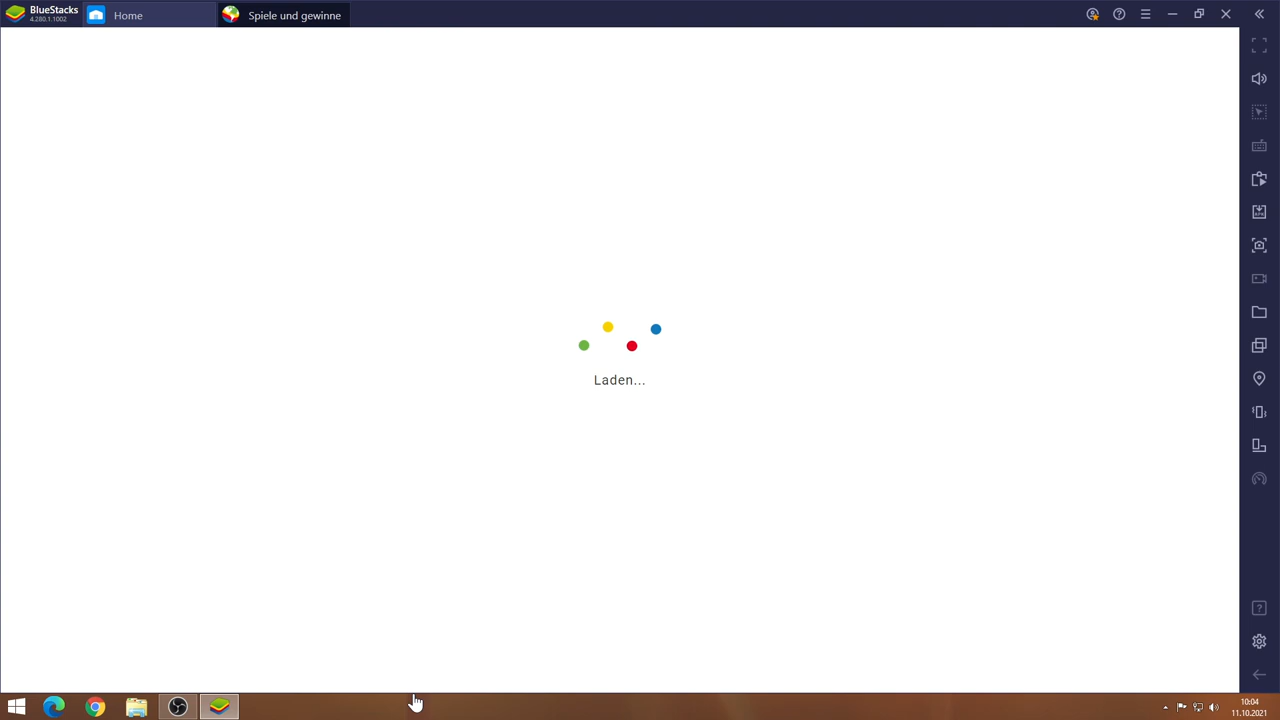 BlueStacks
4.280.1.1002
Home
Spiele und gewinne
Laden...
10:04
11.10.2021